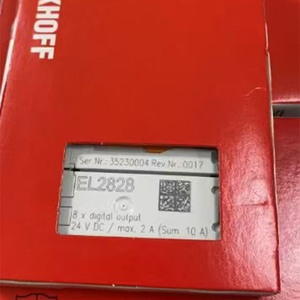 KHOFF
Ser.Nr.: 35230004 Rev.Nr.: 0017
EL2828
8 x digital output
24 V DC / max. 2 A (Sum. 10 A)